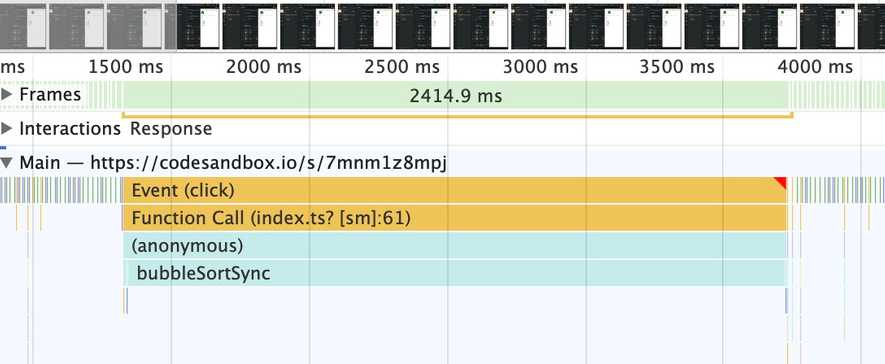 ms 1500 ms 2000 ms 2500 ms 3000 ms 3500 ms 4000 ms
Frames 2414.9 ms
Interactions Response
Main — https://codesandbox.io/s/7mnm1z8mpj
Event (click)
Function Call (index.ts? [sm]:61)
(anonymous)
bubbleSortSync